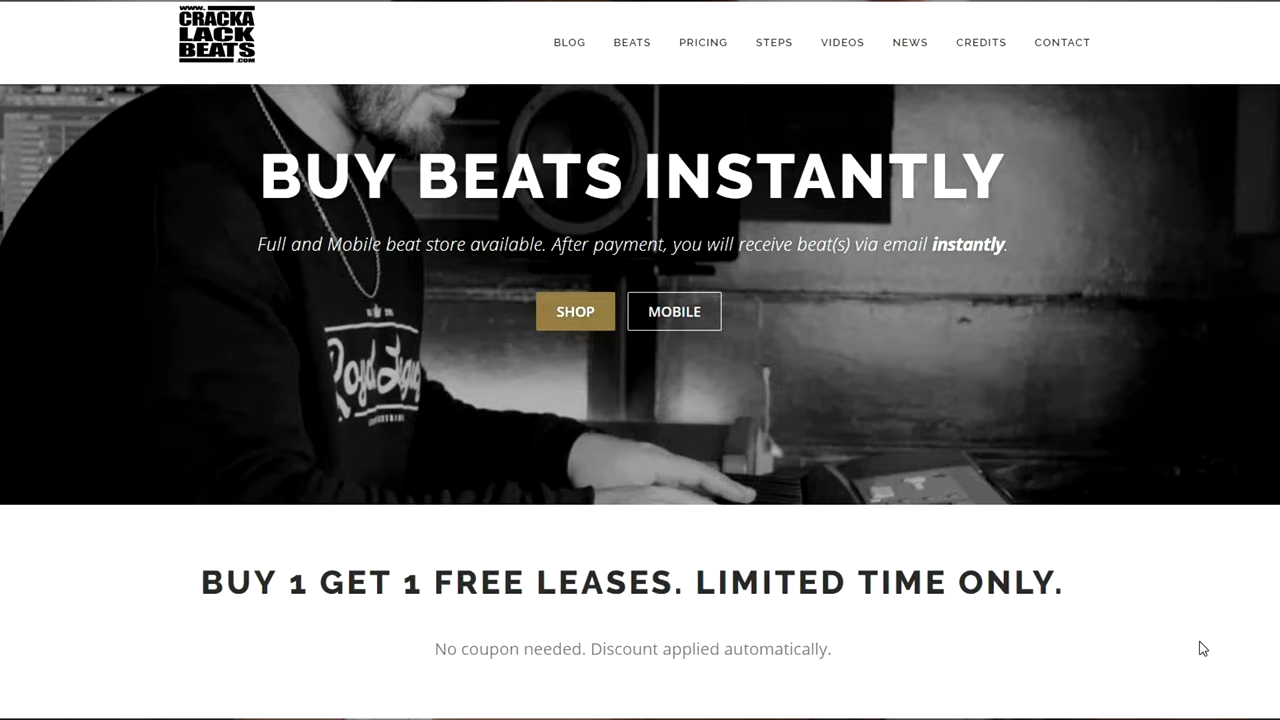 WWW.
CRACKA
LACK
BEATS
.COM
BLOG BEATS PRICING STEPS VIDEOS NEWS CREDITS CONTACT
BUY BEATS INSTANTLY
Full and Mobile beat store available. After payment, you will receive beat(s) via email instantly.
SHOP MOBILE
BUY 1 GET 1 FREE LEASES. LIMITED TIME ONLY.
No coupon needed. Discount applied automatically.